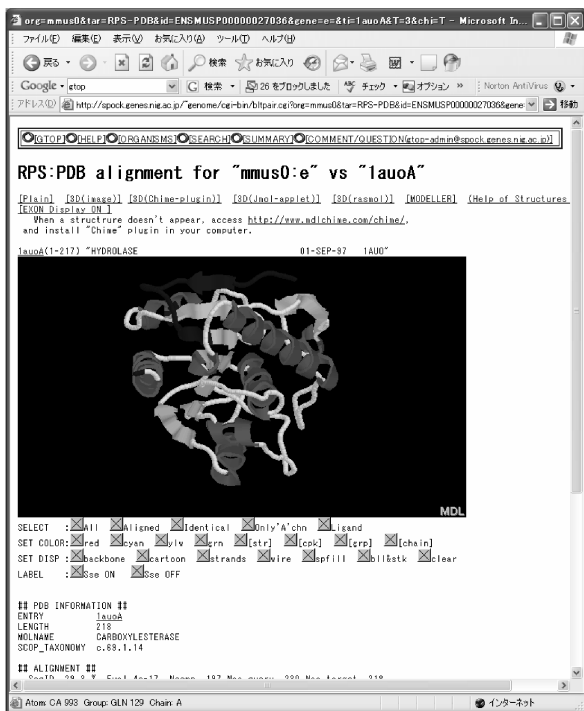 org=mmus0&tar=RPS-PDB&id=ENSMUSP00000027036&gene=e=&ti=1auoA&T=3&chi=T - Microsoft In...
ファイル(F) 編集(E) 表示(V) お気に入り(A) ツール(T) ヘルプ(H)
戻る 検索 お気に入り
Google gtop 検索 26 をブロックしました チェック オプション Norton AntiVirus
アドレス(D) http://spock.genes.nig.ac.jp/~genome/cgi-bin/bltpair.cgi?org=mmus0&tar=RPS-PDB&id=ENSMUSP00000027036&gene 移動
[GTOP] [HELP] [ORGANISMS] [SEARCH] [SUMMARY] [COMMENT/QUESTION(gtop-admin@spock.genes.nig.ac.jp)]
RPS:PDB alignment for "mmus0:e" vs "1auoA"
[Plain] [3D(image)] [3D(Chime-plugin)] [3D(Jmol-applet)] [3D(rasmol)] [MODELLER] (Help of Structures
[EXON Display ON ]
When a structrure doesn't appear, access http://www.mdlchime.com/chime/,
and install "Chime" plugin in your computer.
1auoA(1-217) "HYDROLASE 01-SEP-97 1AUO"
MDL
SELECT : All Aligned Identical Only'A'chn Ligand
SET COLOR: red cyan ylw grn [str] [cpk] [grp] [chain]
SET DISP : backbone cartoon strands wire spfill bll&stk clear
LABEL : Sse ON Sse OFF
## PDB INFORMATION ##
ENTRY 1auoA
LENGTH 218
MOLNAME CARBOXYLESTERASE
SCOP_TAXONOMY c.69.1.14
## ALIGNMENT ##
Atom: CA 993 Group: GLN 129 Chain: A インターネット